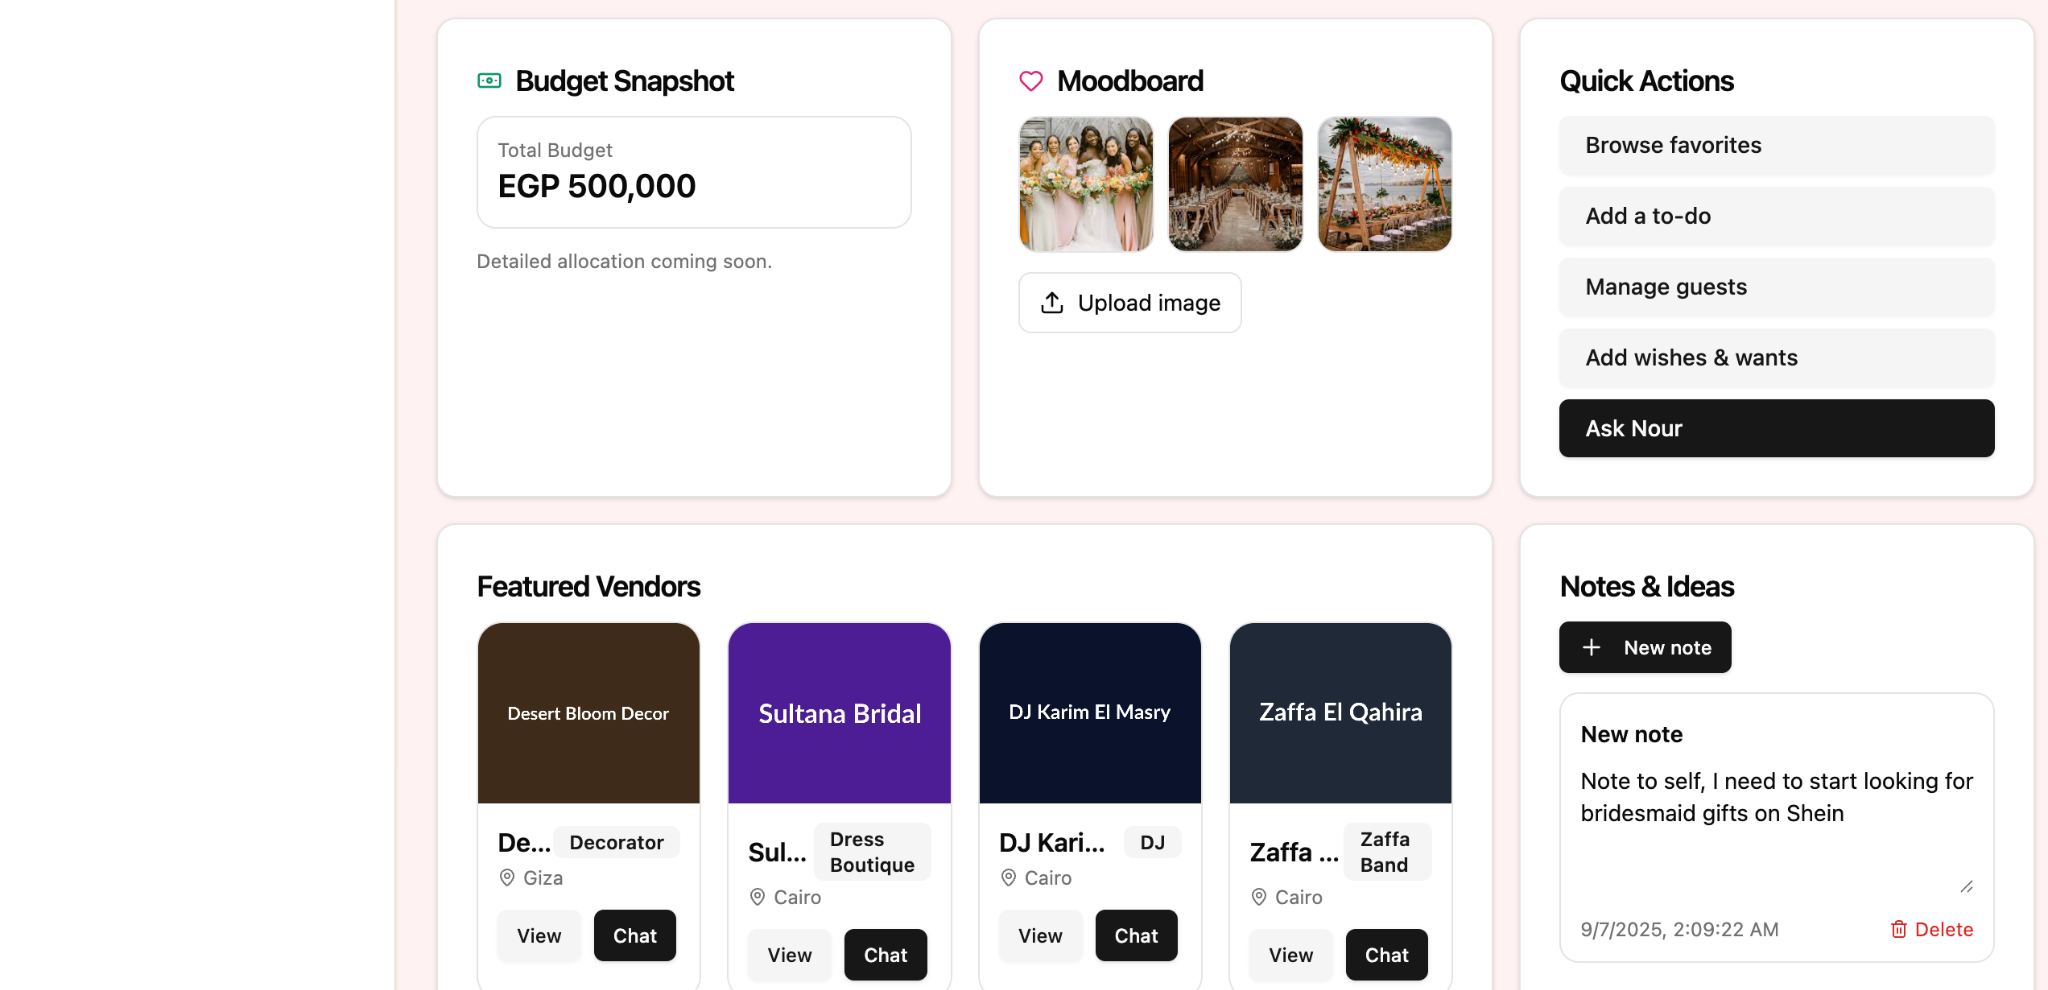 Budget Snapshot
Total Budget
EGP 500,000
Detailed allocation coming soon.
Moodboard
Upload image
Quick Actions
Browse favorites
Add a to-do
Manage guests
Add wishes & wants
Ask Nour
Featured Vendors
Desert Bloom Decor
De... Decorator
Giza
View Chat
Sultana Bridal
Sul... Dress
Boutique
Cairo
View Chat
DJ Karim El Masry
DJ Kari... DJ
Cairo
View Chat
Zaffa El Qahira
Zaffa ... Zaffa
Band
Cairo
View Chat
Notes & Ideas
New note
New note
Note to self, I need to start looking for
bridesmaid gifts on Shein
9/7/2025, 2:09:22 AM Delete